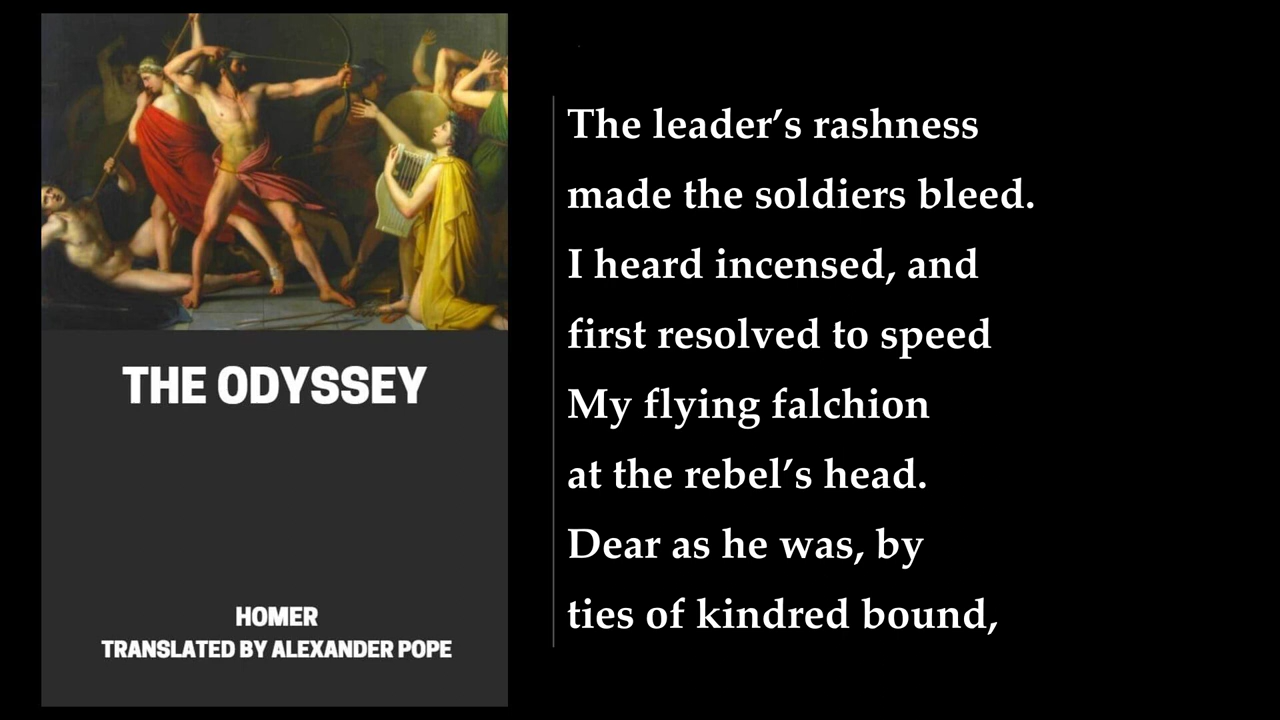 THE ODYSSEY
HOMER
TRANSLATED BY ALEXANDER POPE
The leader’s rashness
made the soldiers bleed.
I heard incensed, and
first resolved to speed
My flying falchion
at the rebel’s head.
Dear as he was, by
ties of kindred bound,